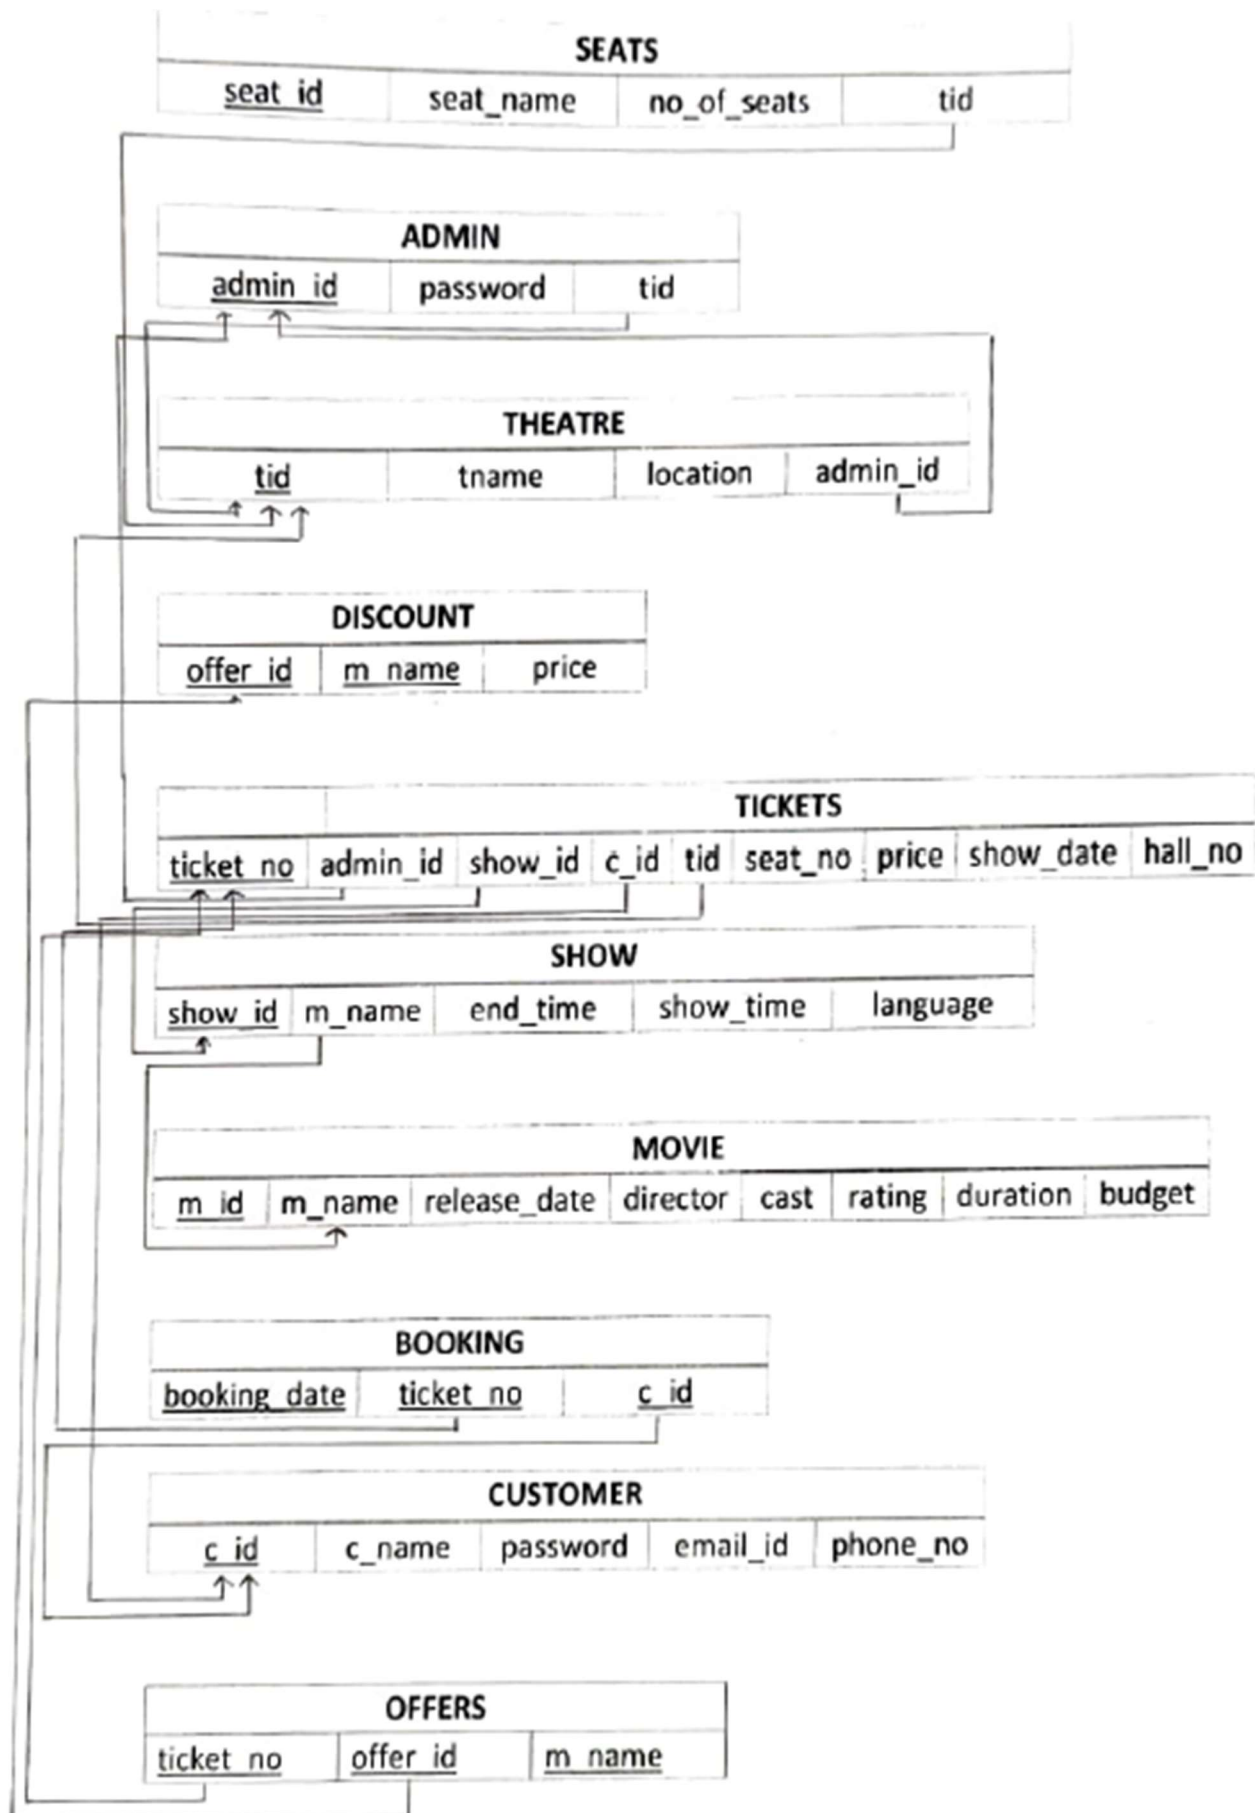 SEATS
seat_id seat_name no_of_seats tid
ADMIN
admin_id password tid
THEATRE
tid tname location admin_id
DISCOUNT
offer_id m_name price
TICKETS
ticket_no admin_id show_id c_id tid seat_no price show_date hall_no
SHOW
show_id m_name end_time show_time language
MOVIE
m_id m_name release_date director cast rating duration budget
BOOKING
booking_date ticket_no c_id
CUSTOMER
c_id c_name password email_id phone_no
OFFERS
ticket_no offer_id m_name